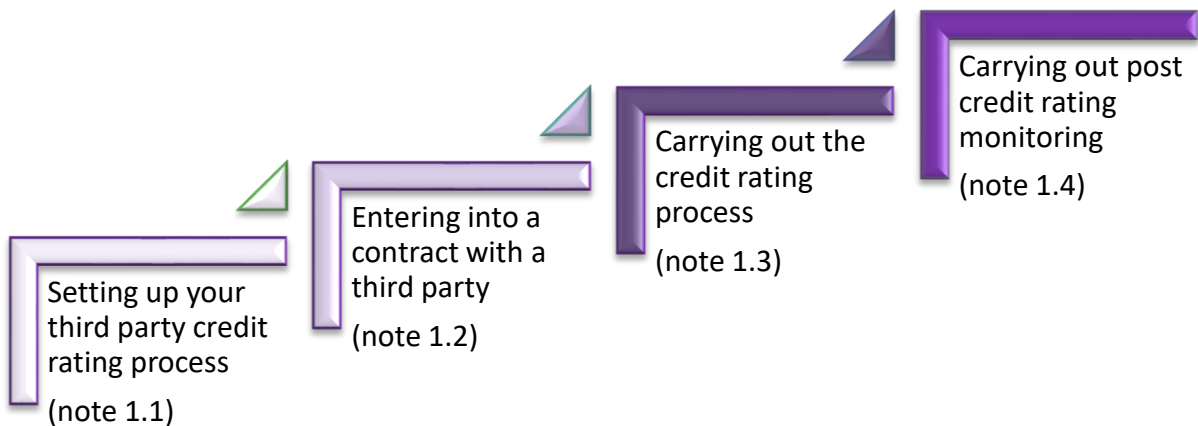 Setting up your
third party credit
rating process
(note 1.1)
Entering into a
contract with a
third party
(note 1.2)
Carrying out the
credit rating
process
(note 1.3)
Carrying out post
credit rating
monitoring
(note 1.4)